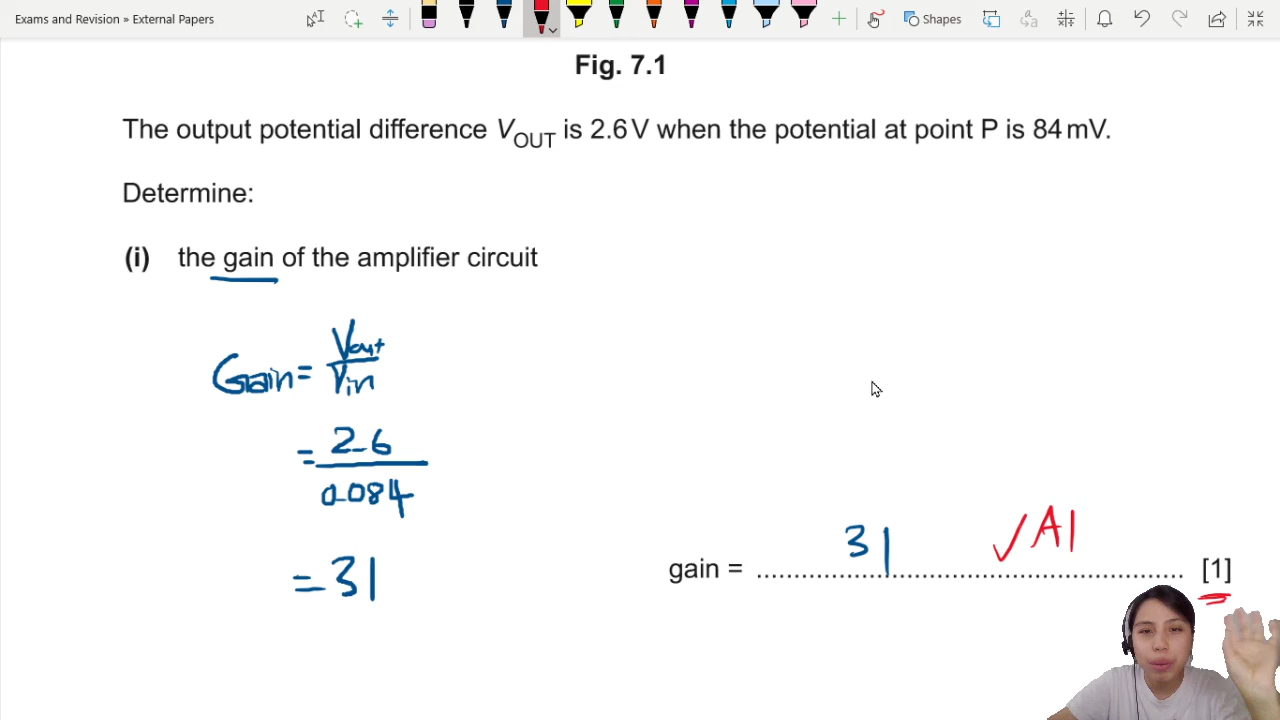 Exams and Revision » External Papers
Shapes
Fig. 7.1
The output potential difference VOUT is 2.6 V when the potential at point P is 84 mV.
Determine:
(i) the gain of the amplifier circuit
Gain = Vout
Vin
= 2.6
0.084
= 31
31 ✓A1
gain = .......................................................... [1]